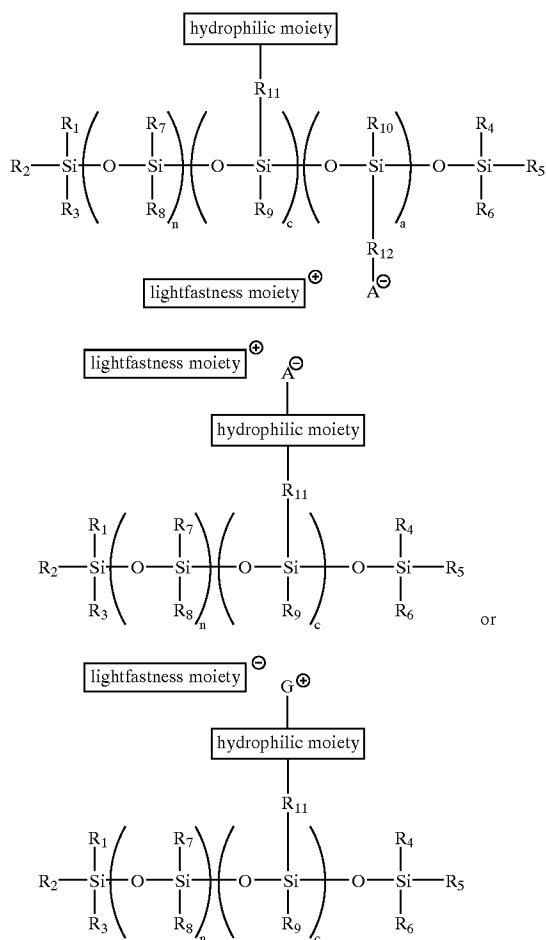 hydrophilic moiety
R11
R1 R7 R10 R4
R2 Si O Si O Si O Si O Si R5
R3 R8 n R9 c a R6
R12
lightfastness moiety ⊕ A⊖
lightfastness moiety ⊕
A⊖
hydrophilic moiety
R11
R1 R7 R4
R2 Si O Si O Si O Si R5
R3 R8 n R9 c R6
or
lightfastness moiety ⊖
G⊕
hydrophilic moiety
R11
R1 R7 R4
R2 Si O Si O Si O Si R5
R3 R8 n R9 c R6